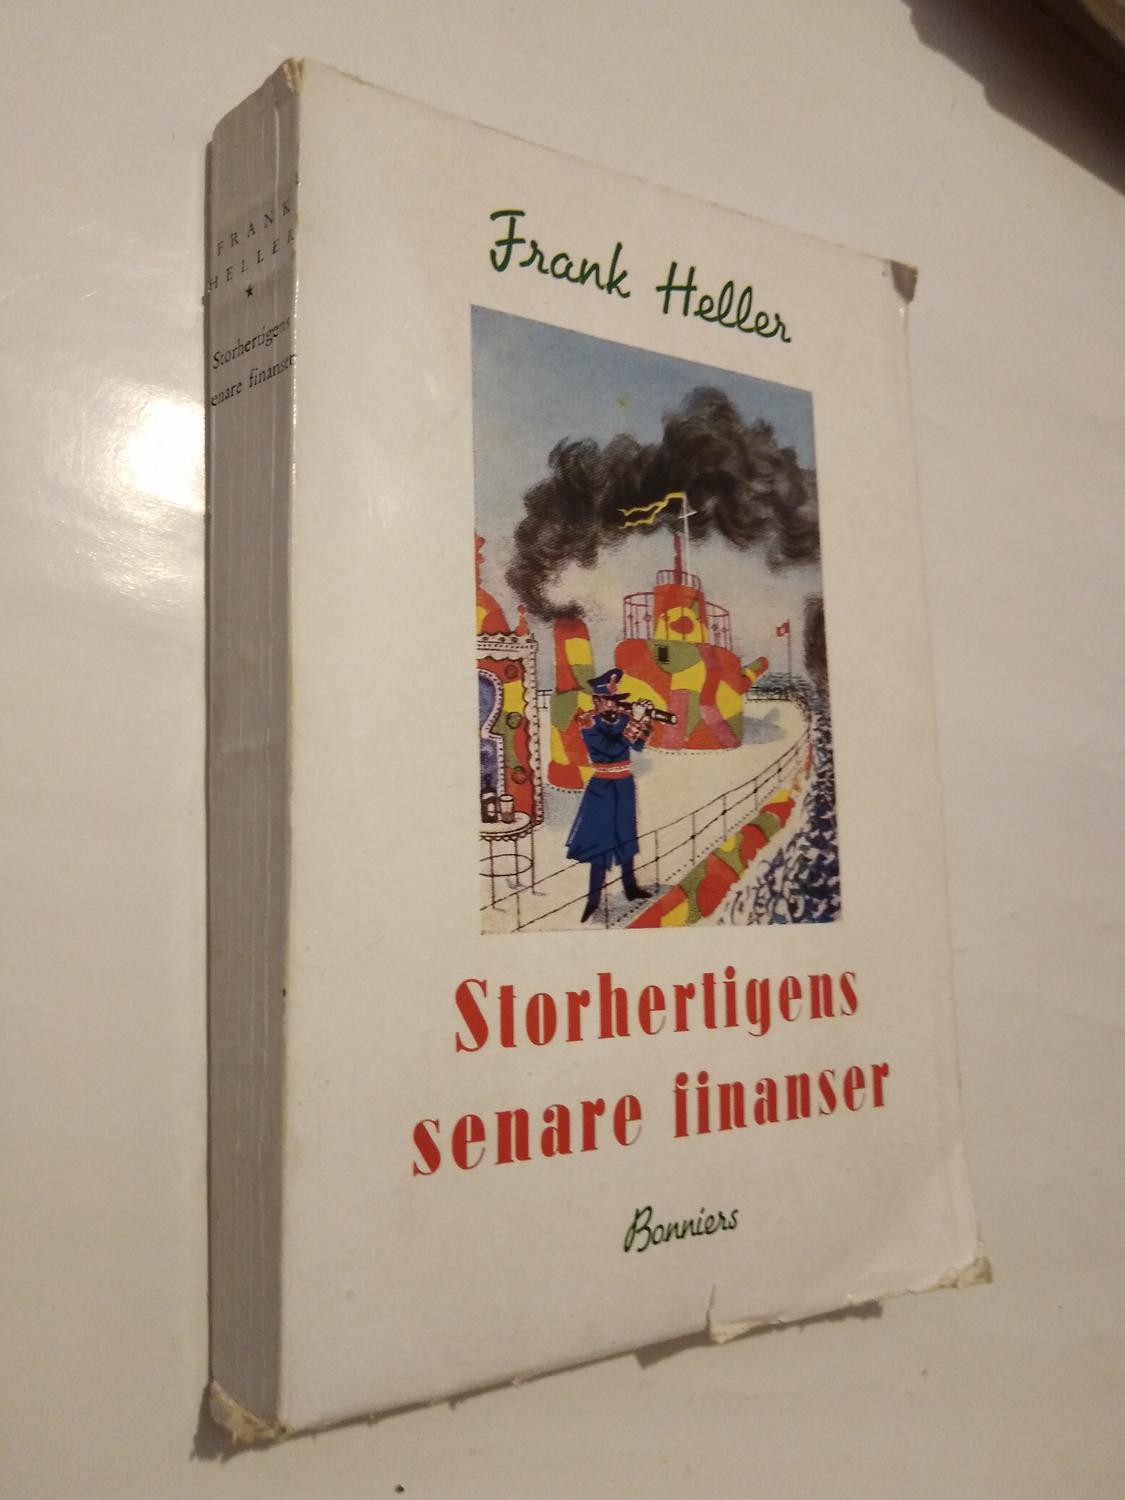 Frank Heller
Storhertigens
senare finanser
Bonniers
FRANK
HELLER
Storhertigens
senare finanser